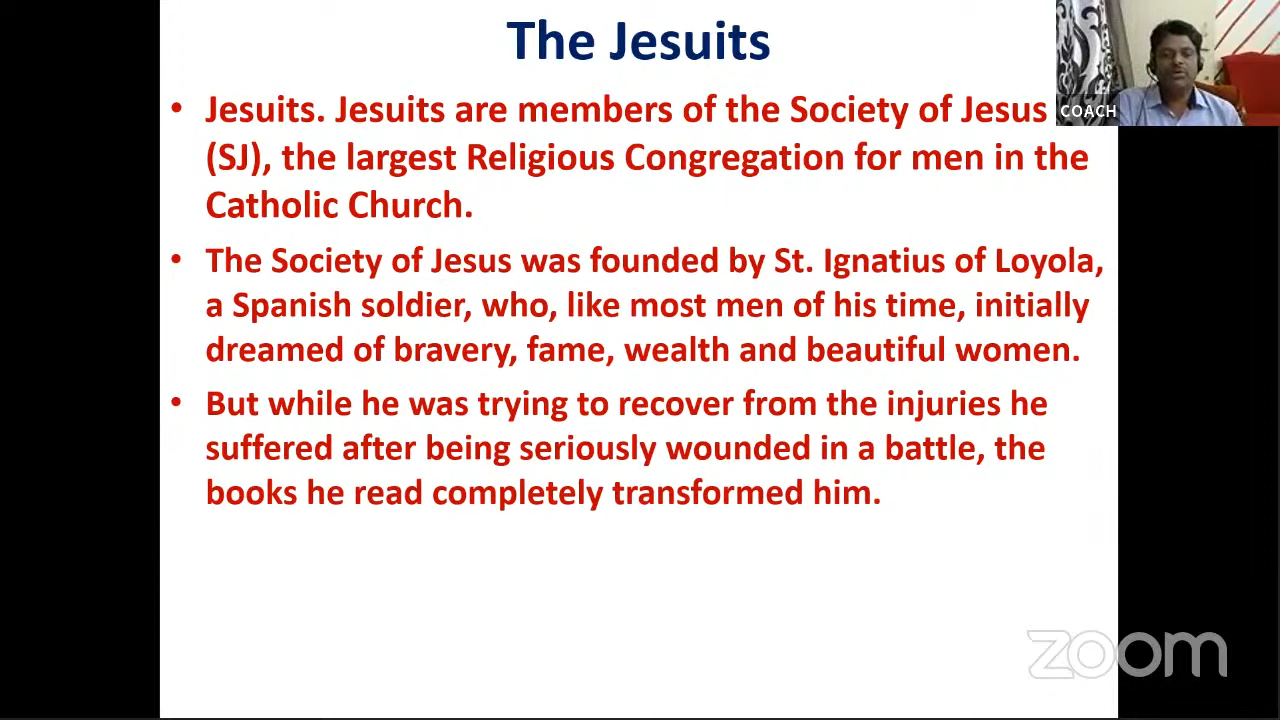 The Jesuits
• Jesuits. Jesuits are members of the Society of Jesus
(SJ), the largest Religious Congregation for men in the
Catholic Church.
• The Society of Jesus was founded by St. Ignatius of Loyola,
a Spanish soldier, who, like most men of his time, initially
dreamed of bravery, fame, wealth and beautiful women.
• But while he was trying to recover from the injuries he
suffered after being seriously wounded in a battle, the
books he read completely transformed him.
COACH
zoom